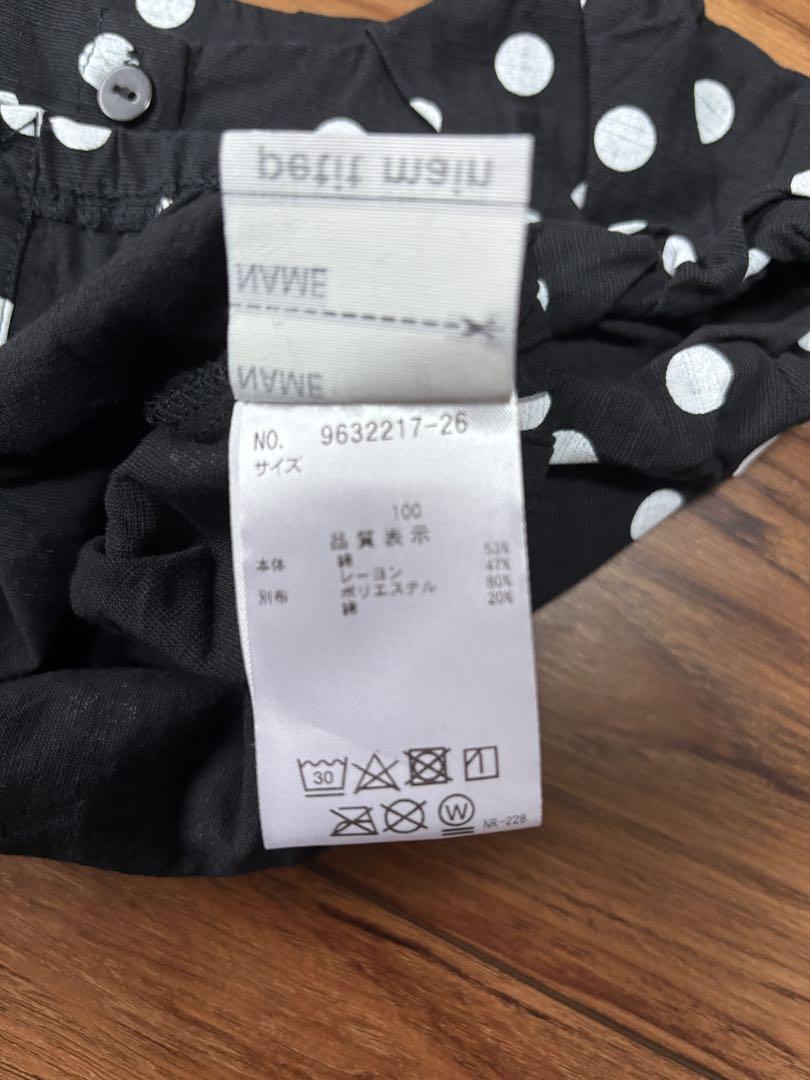 petit main
NAME
NAME
NO. 9632217-26
サイズ
100
品質表示
本体 綿 53%
レーヨン 47%
別布 ポリエステル 80%
綿 20%
30
W NR-228